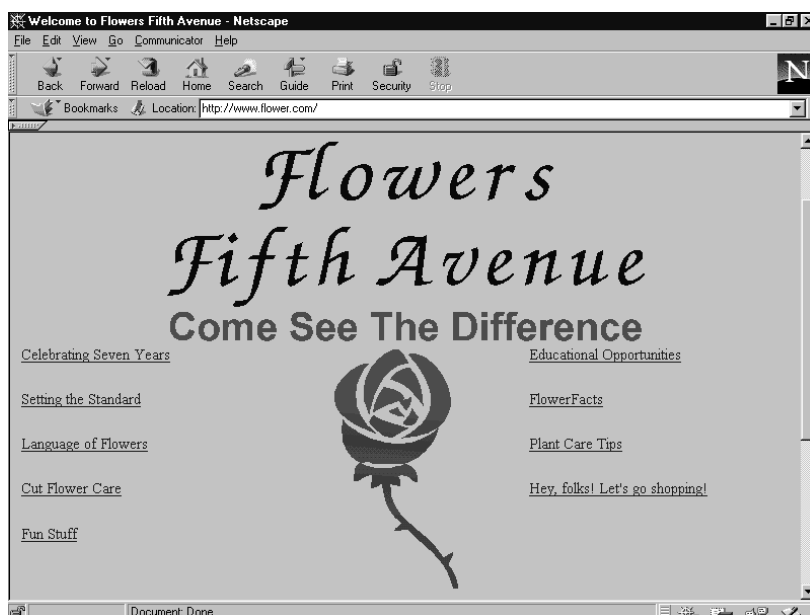 Welcome to Flowers Fifth Avenue - Netscape
File Edit View Go Communicator Help
Back Forward Reload Home Search Guide Print Security Stop
N
Bookmarks Location: http://www.flower.com/
Flowers
Fifth Avenue
Come See The Difference
Celebrating Seven Years
Educational Opportunities
Setting the Standard
FlowerFacts
Language of Flowers
Plant Care Tips
Cut Flower Care
Hey, folks! Let's go shopping!
Fun Stuff
Document: Done